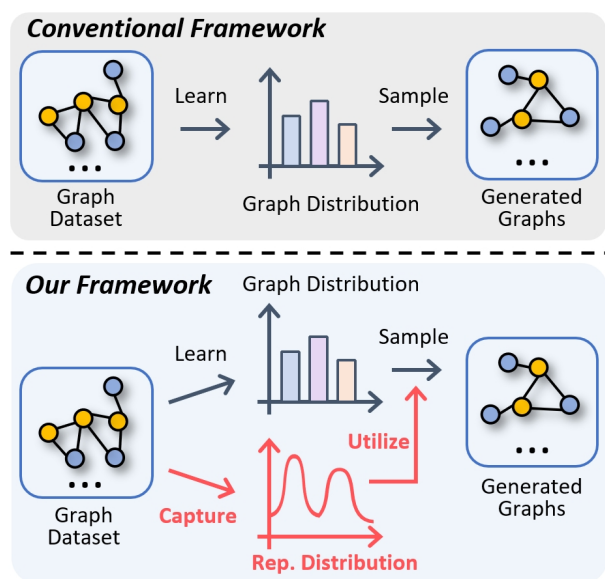 Conventional Framework
Learn
Sample
...
Graph
Dataset
Graph Distribution
...
Generated
Graphs
Our Framework
Graph Distribution
Learn
Sample
...
Graph
Dataset
Utilize
Capture
Rep. Distribution
...
Generated
Graphs